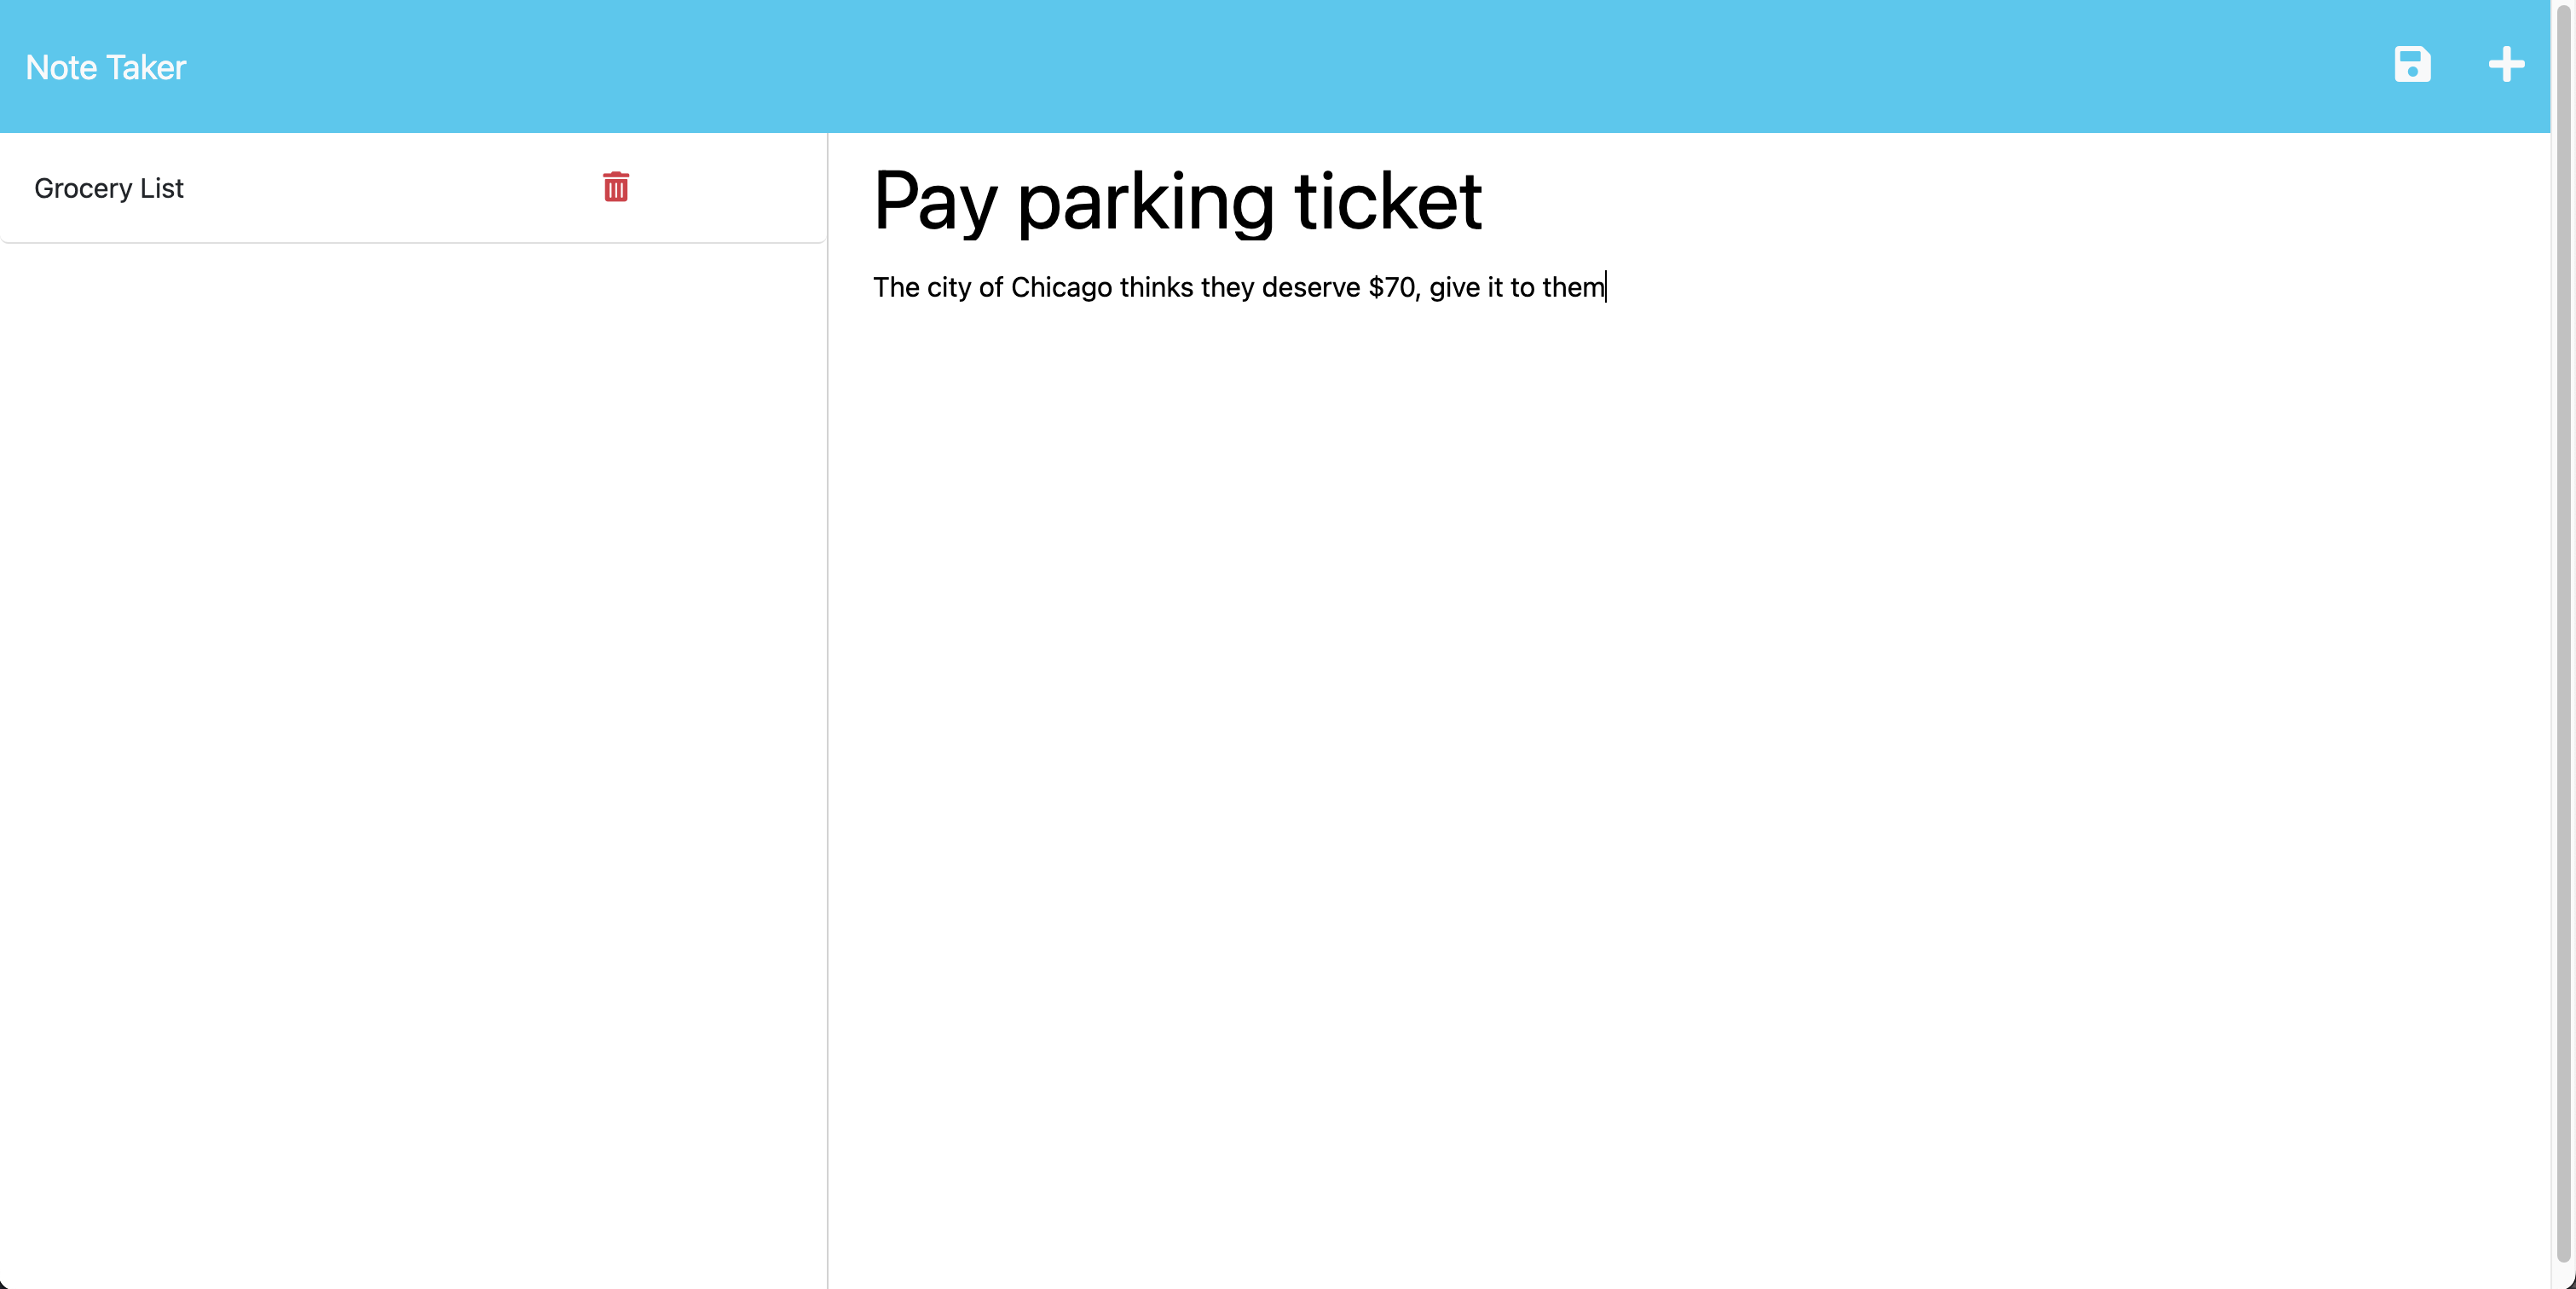 Note Taker
Grocery List
Pay parking ticket
The city of Chicago thinks they deserve $70, give it to them